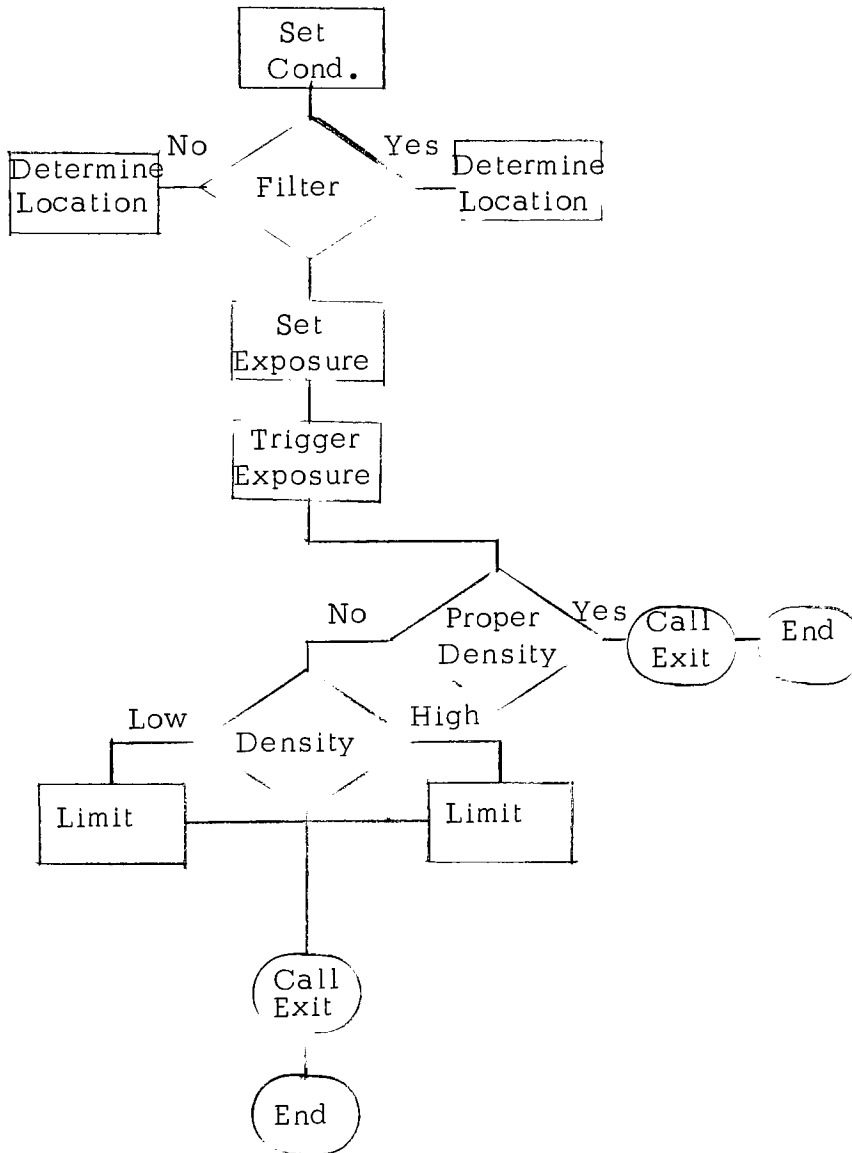 Set
Cond.
No
Yes
Determine
Location
Filter
Determine
Location
Set
Exposure
Trigger
Exposure
No
Proper
Density
Yes
Call
Exit
End
Low
Density
High
Limit
Limit
Call
Exit
End